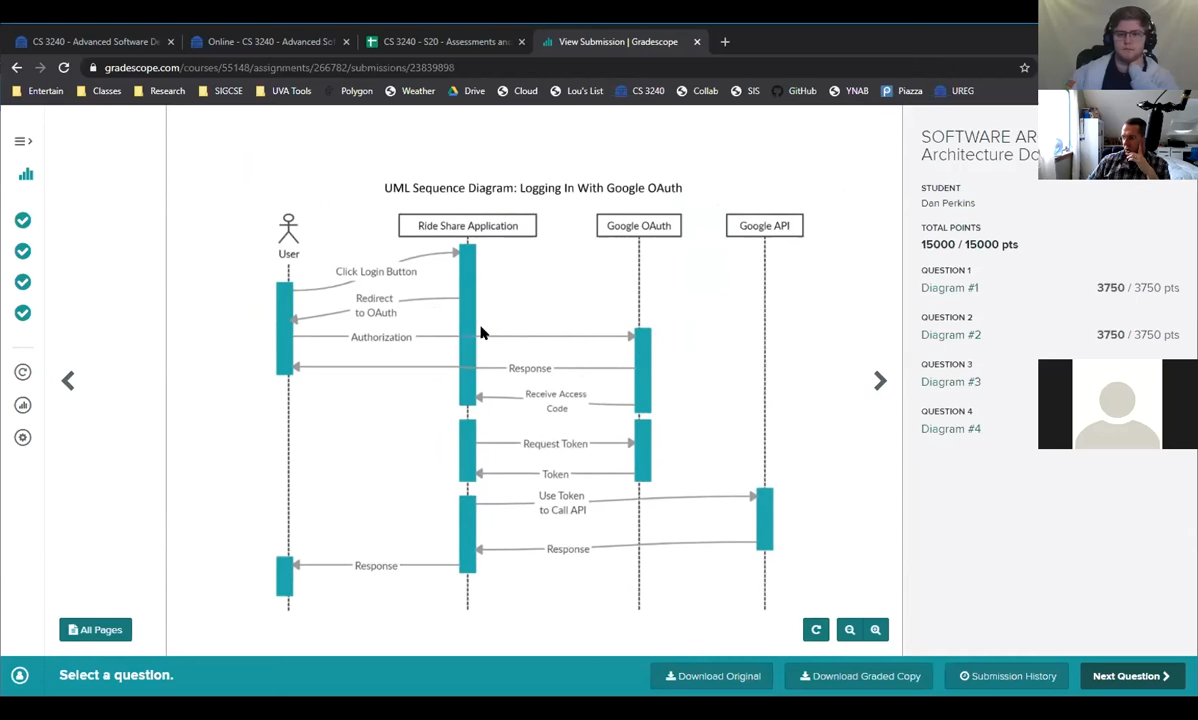 CS 3240 - Advanced Software De
Online - CS 3240 - Advanced Sof
CS 3240 - S20 - Assessments and
View Submission | Gradescope
gradescope.com/courses/55148/assignments/266782/submissions/23839898
Entertain
Classes
Research
SIGCSE
UVA Tools
Polygon
Weather
Drive
Cloud
Lou's List
CS 3240
Collab
SIS
GitHub
YNAB
Piazza
UREG
UML Sequence Diagram: Logging In With Google OAuth
User
Ride Share Application
Google OAuth
Google API
Click Login Button
Redirect
to OAuth
Authorization
Response
Receive Access
Code
Request Token
Token
Use Token
to Call API
Response
Response
All Pages
SOFTWARE AR
Architecture Do
STUDENT
Dan Perkins
TOTAL POINTS
15000 / 15000 pts
QUESTION 1
Diagram #1 3750 / 3750 pts
QUESTION 2
Diagram #2 3750 / 3750 pts
QUESTION 3
Diagram #3
QUESTION 4
Diagram #4
Select a question.
Download Original
Download Graded Copy
Submission History
Next Question